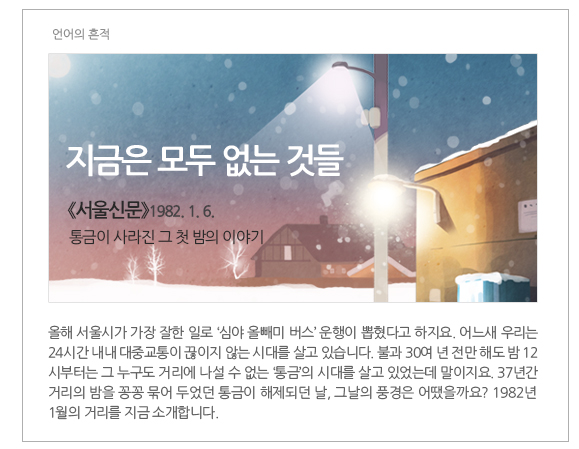 언어의 흔적
지금은 모두 없는 것들
《서울신문》1982. 1. 6.
통금이 사라진 그 첫 밤의 이야기
올해 서울시가 가장 잘한 일로 ‘심야 올빼미 버스’ 운행이 뽑혔다고 하지요. 어느새 우리는
24시간 내내 대중교통이 끊이지 않는 시대를 살고 있습니다. 불과 30여 년 전만 해도 밤 12
시부터는 그 누구도 거리에 나설 수 없는 ‘통금’의 시대를 살고 있었는데 말이지요. 37년간
거리의 밤을 꽁꽁 묶어 두었던 통금이 해제되던 날, 그날의 풍경은 어땠을까요? 1982년
1월의 거리를 지금 소개합니다.